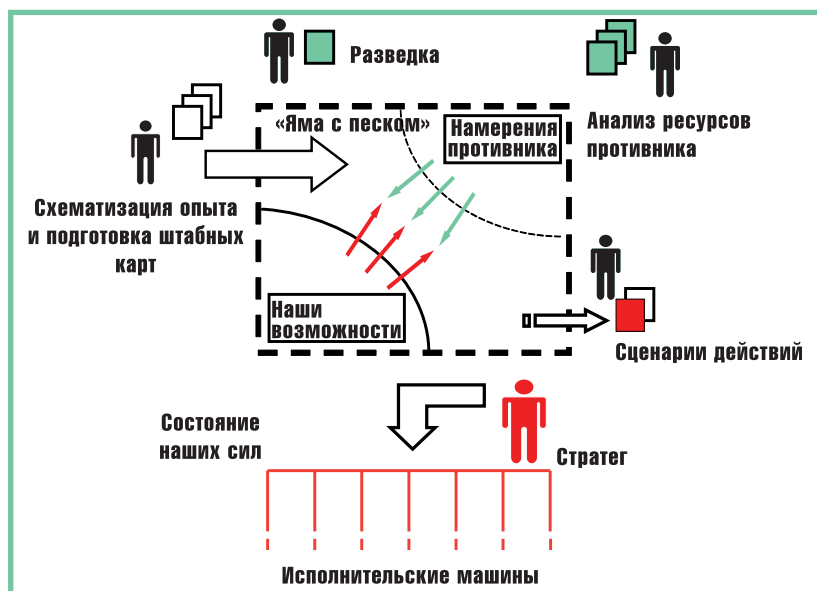 Разведка
«Яма с песком»
Намерения
противника
Анализ ресурсов
противника
Схематизация опыта
и подготовка штабных
карт
Наши
возможности
Сценарии действий
Состояние
наших сил
Стратег
Исполнительские машины